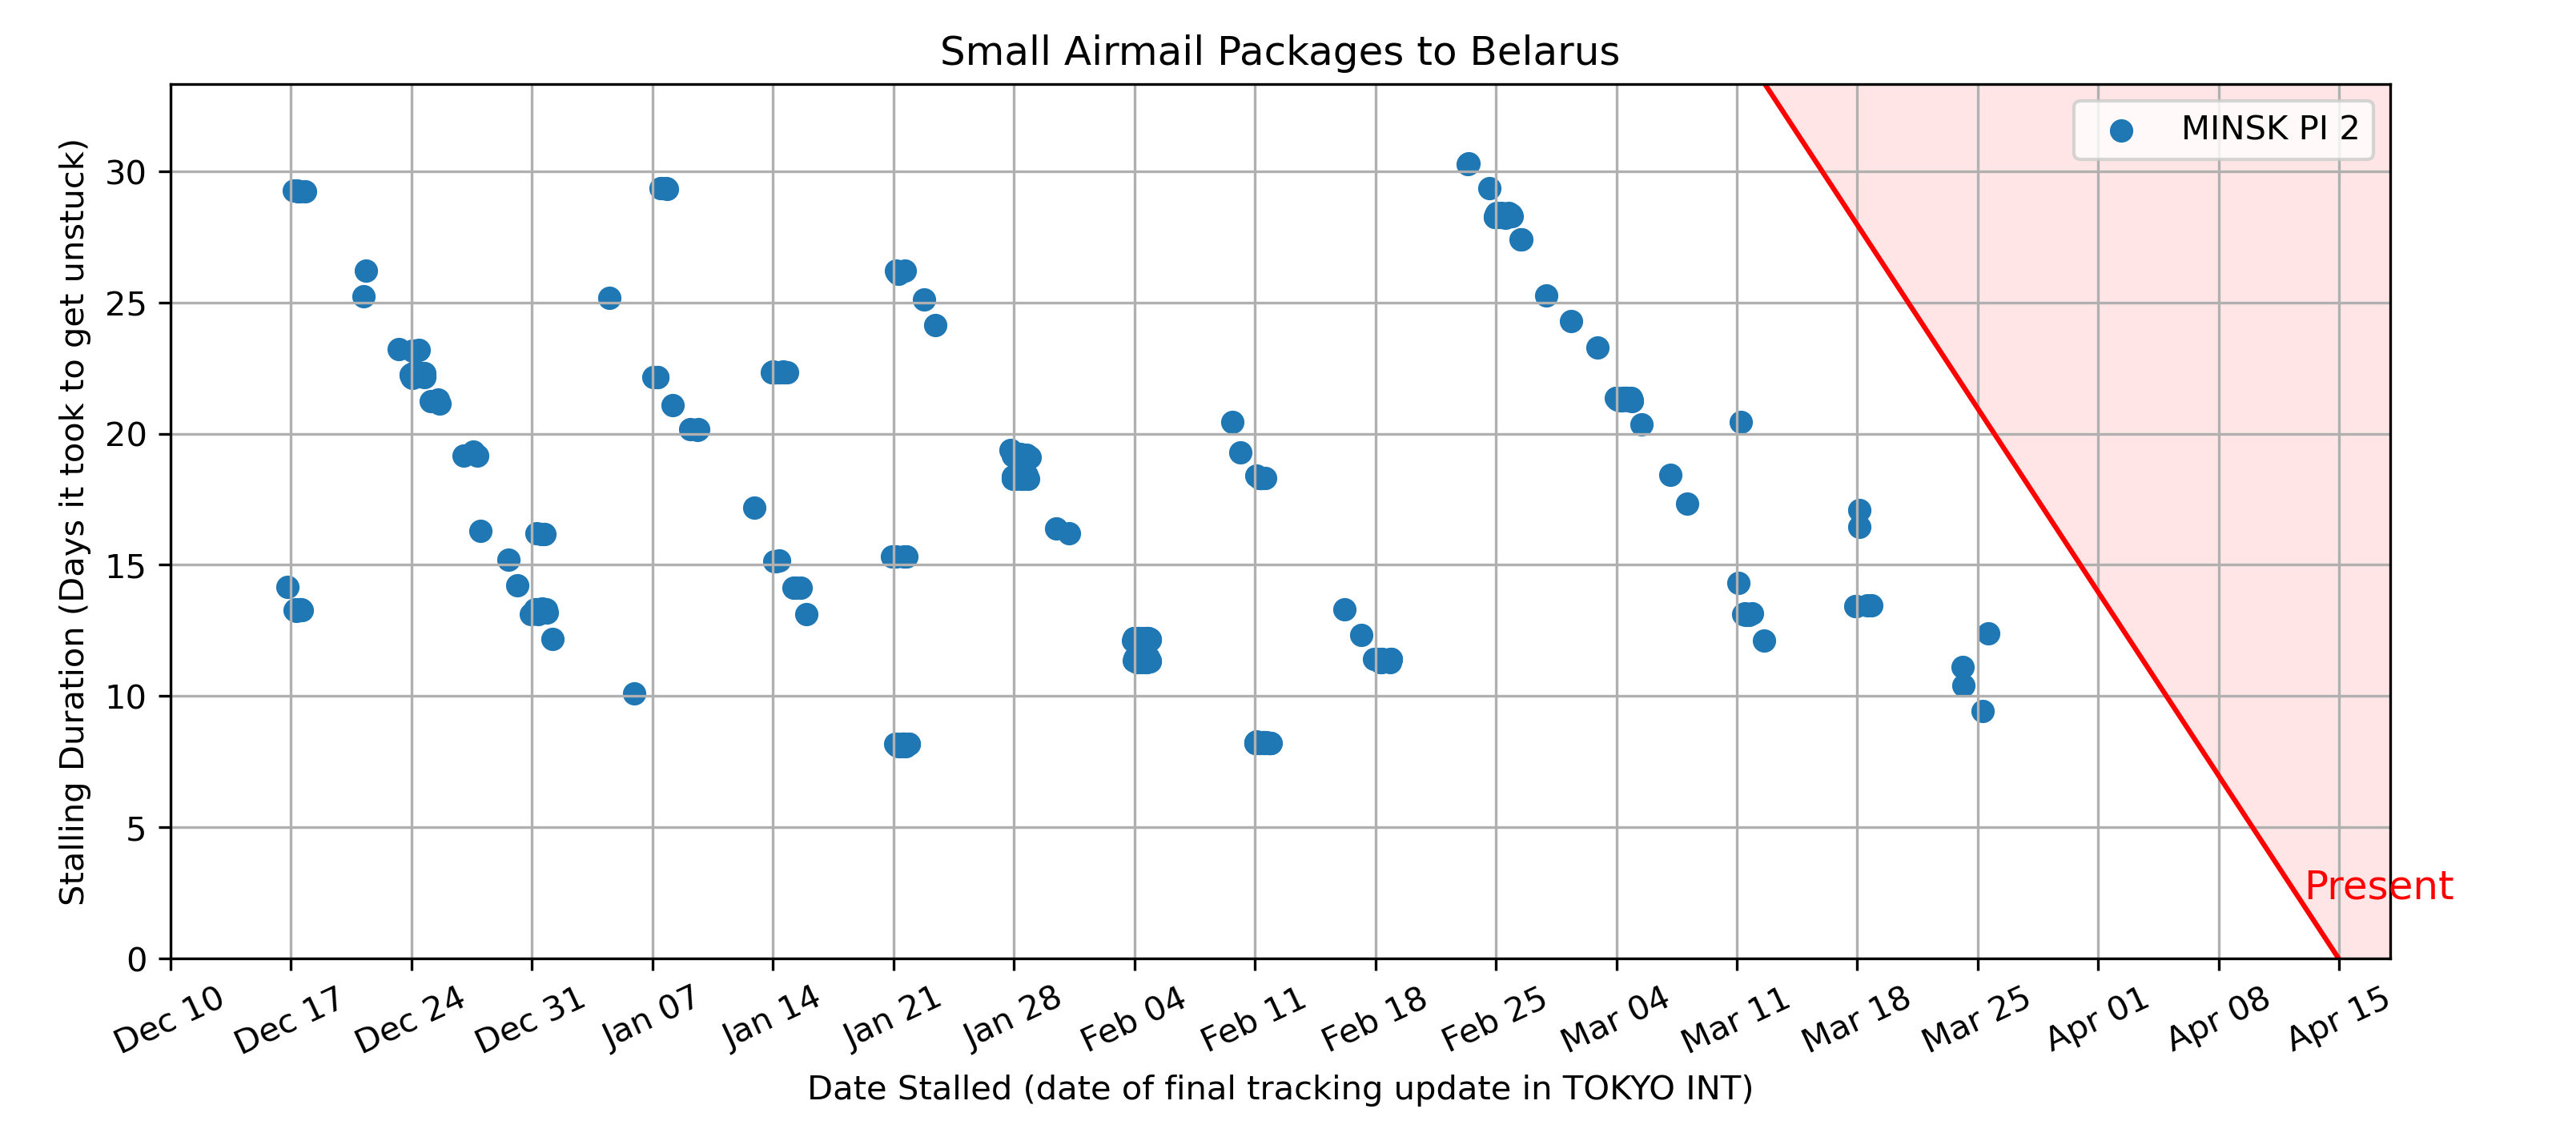 Small Airmail Packages to Belarus
MINSK PI 2
Stalling Duration (Days it took to get unstuck)
30
25
20
15
10
5
0
Present
Dec 10
Dec 17
Dec 24
Dec 31
Jan 07
Jan 14
Jan 21
Jan 28
Feb 04
Feb 11
Feb 18
Feb 25
Mar 04
Mar 11
Mar 18
Mar 25
Apr 01
Apr 08
Apr 15
Date Stalled (date of final tracking update in TOKYO INT)